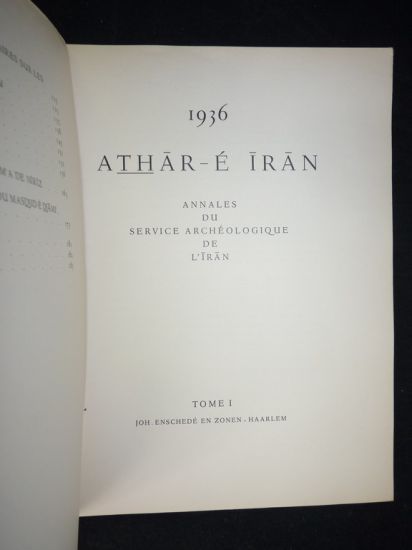 1936
ATHĀR-É ĪRĀN
ANNALES
DU
SERVICE ARCHÉOLOGIQUE
DE
L'ĪRĀN
TOME I
JOH. ENSCHEDÉ EN ZONEN - HAARLEM